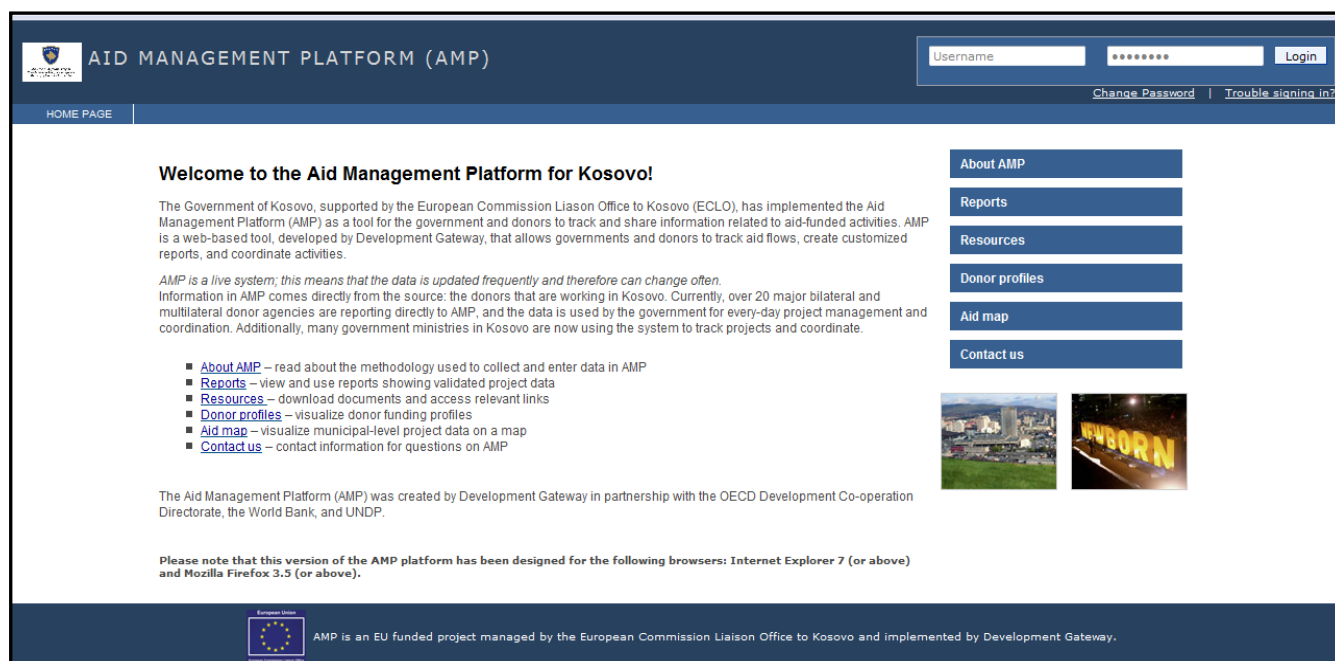 AID MANAGEMENT PLATFORM (AMP)
Username
Login
Change Password | Trouble signing in?
HOME PAGE
Welcome to the Aid Management Platform for Kosovo!
The Government of Kosovo, supported by the European Commission Liason Office to Kosovo (ECLO), has implemented the Aid
Management Platform (AMP) as a tool for the government and donors to track and share information related to aid-funded activities. AMP
is a web-based tool, developed by Development Gateway, that allows governments and donors to track aid flows, create customized
reports, and coordinate activities.
AMP is a live system; this means that the data is updated frequently and therefore can change often.
Information in AMP comes directly from the source: the donors that are working in Kosovo. Currently, over 20 major bilateral and
multilateral donor agencies are reporting directly to AMP, and the data is used by the government for every-day project management and
coordination. Additionally, many government ministries in Kosovo are now using the system to track projects and coordinate.
About AMP – read about the methodology used to collect and enter data in AMP
Reports – view and use reports showing validated project data
Resources – download documents and access relevant links
Donor profiles – visualize donor funding profiles
Aid map – visualize municipal-level project data on a map
Contact us – contact information for questions on AMP
The Aid Management Platform (AMP) was created by Development Gateway in partnership with the OECD Development Co-operation
Directorate, the World Bank, and UNDP.
Please note that this version of the AMP platform has been designed for the following browsers: Internet Explorer 7 (or above)
and Mozilla Firefox 3.5 (or above).
About AMP
Reports
Resources
Donor profiles
Aid map
Contact us
NEWBORN
European Union
AMP is an EU funded project managed by the European Commission Liaison Office to Kosovo and implemented by Development Gateway.